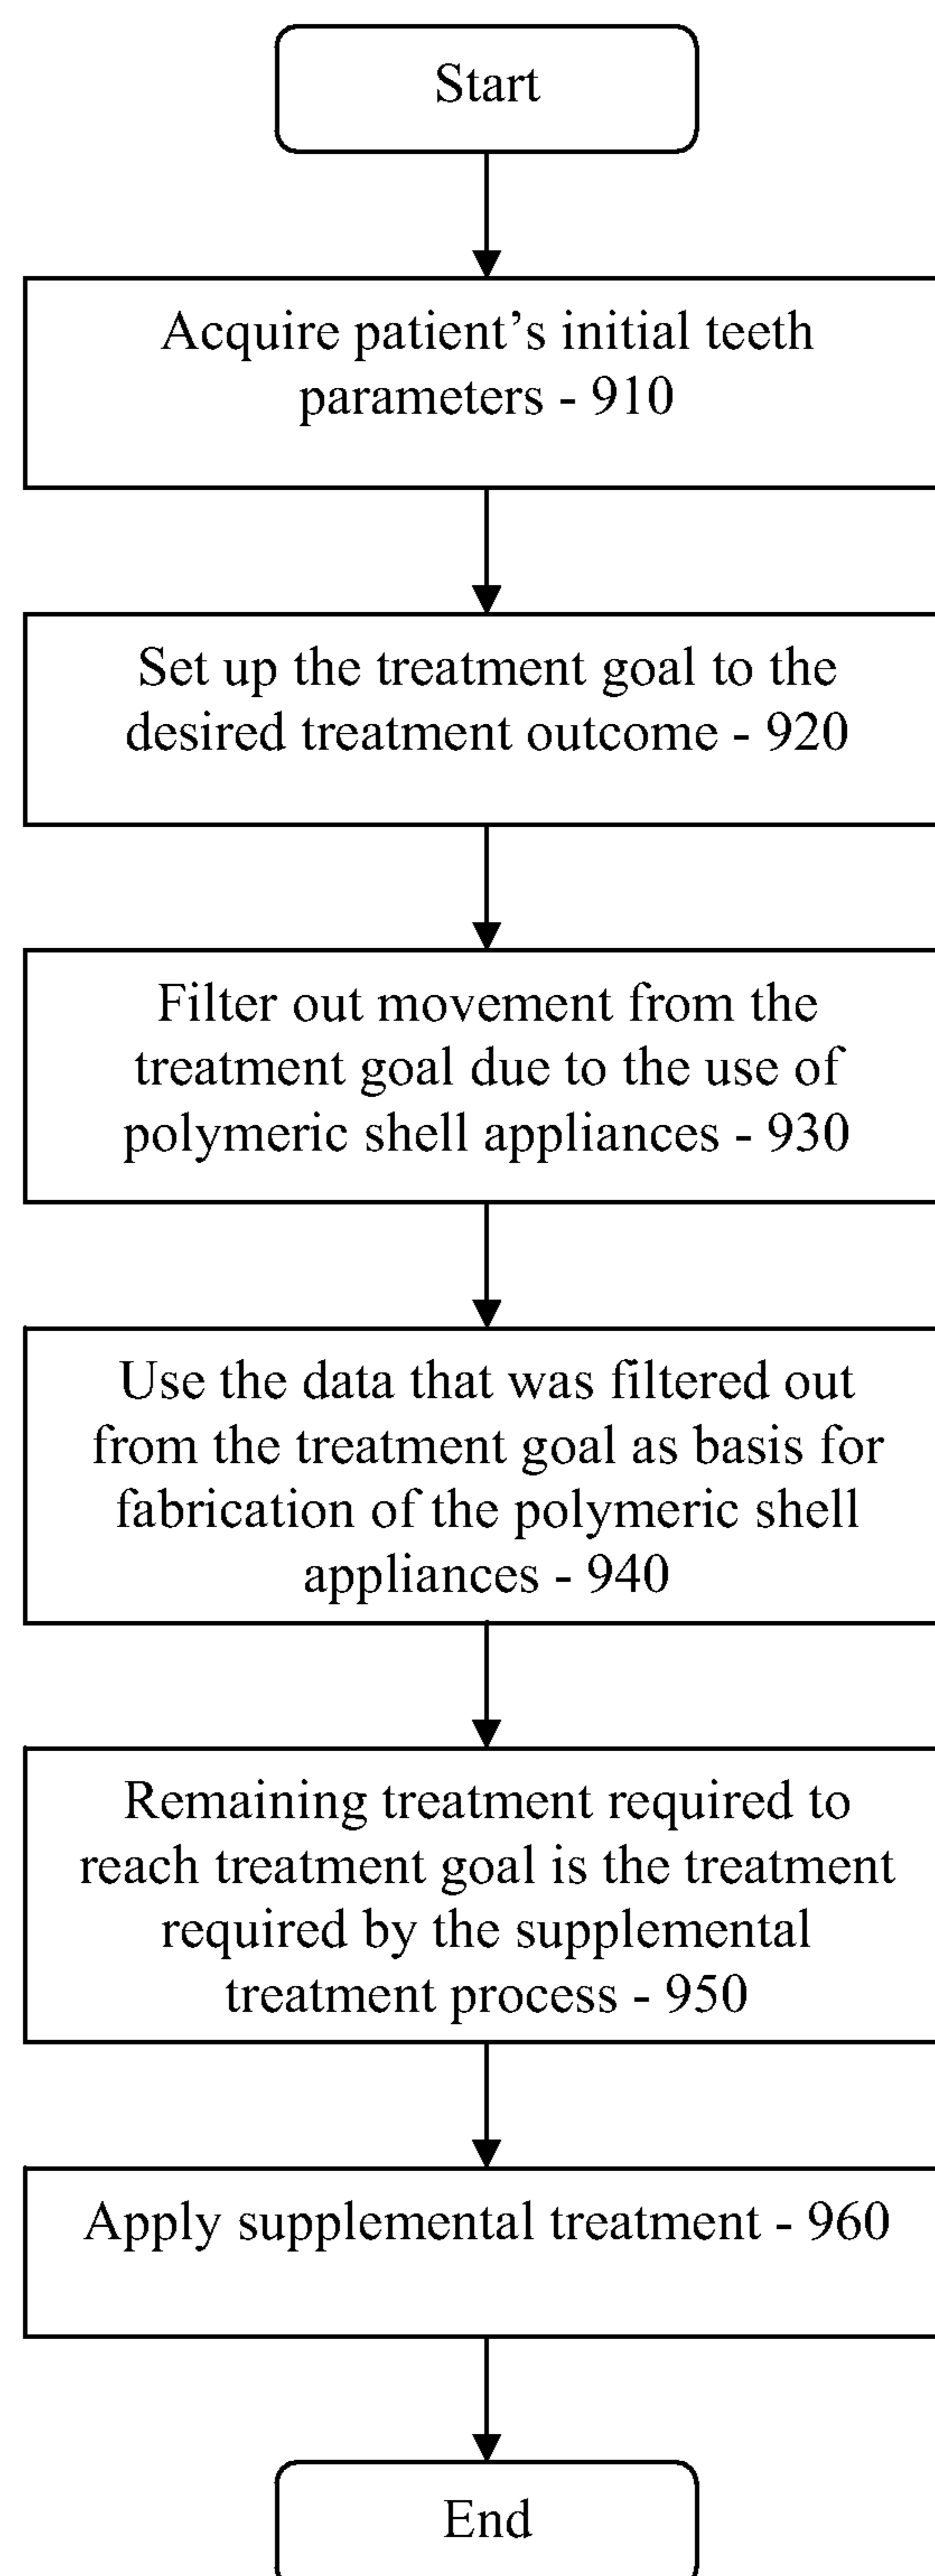 Start
Acquire patient’s initial teeth
parameters - 910
Set up the treatment goal to the
desired treatment outcome - 920
Filter out movement from the
treatment goal due to the use of
polymeric shell appliances - 930
Use the data that was filtered out
from the treatment goal as basis for
fabrication of the polymeric shell
appliances - 940
Remaining treatment required to
reach treatment goal is the treatment
required by the supplemental
treatment process - 950
Apply supplemental treatment - 960
End